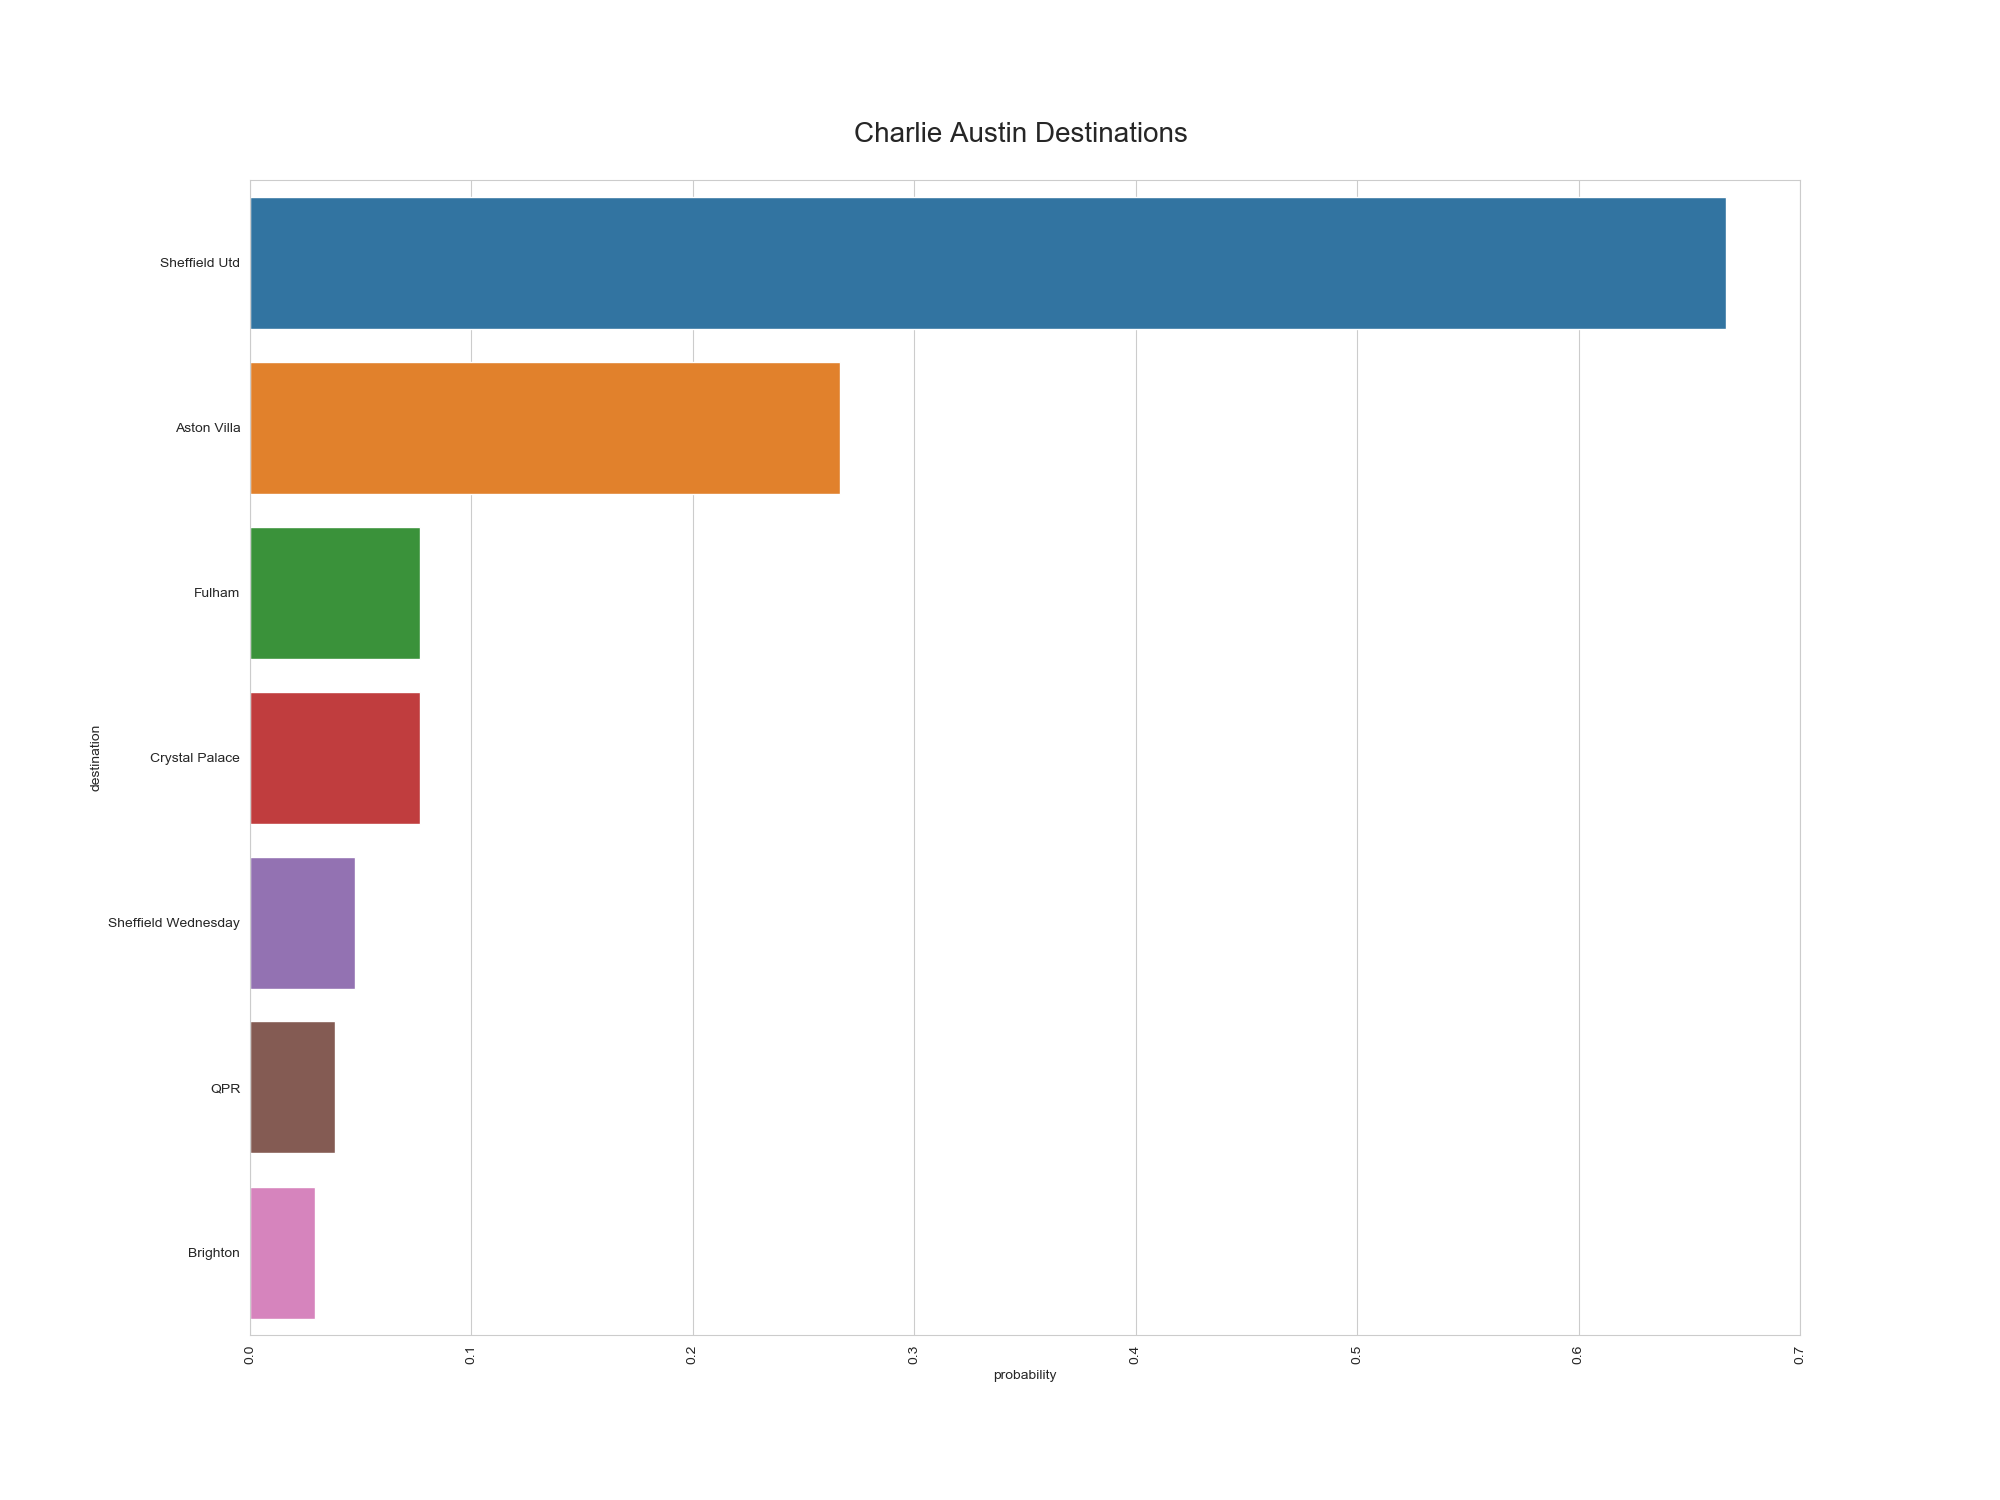 Charlie Austin Destinations
Sheffield Utd
Aston Villa
Fulham
Crystal Palace
Sheffield Wednesday
QPR
Brighton
destination
0.0 0.1 0.2 0.3 0.4 0.5 0.6 0.7
probability